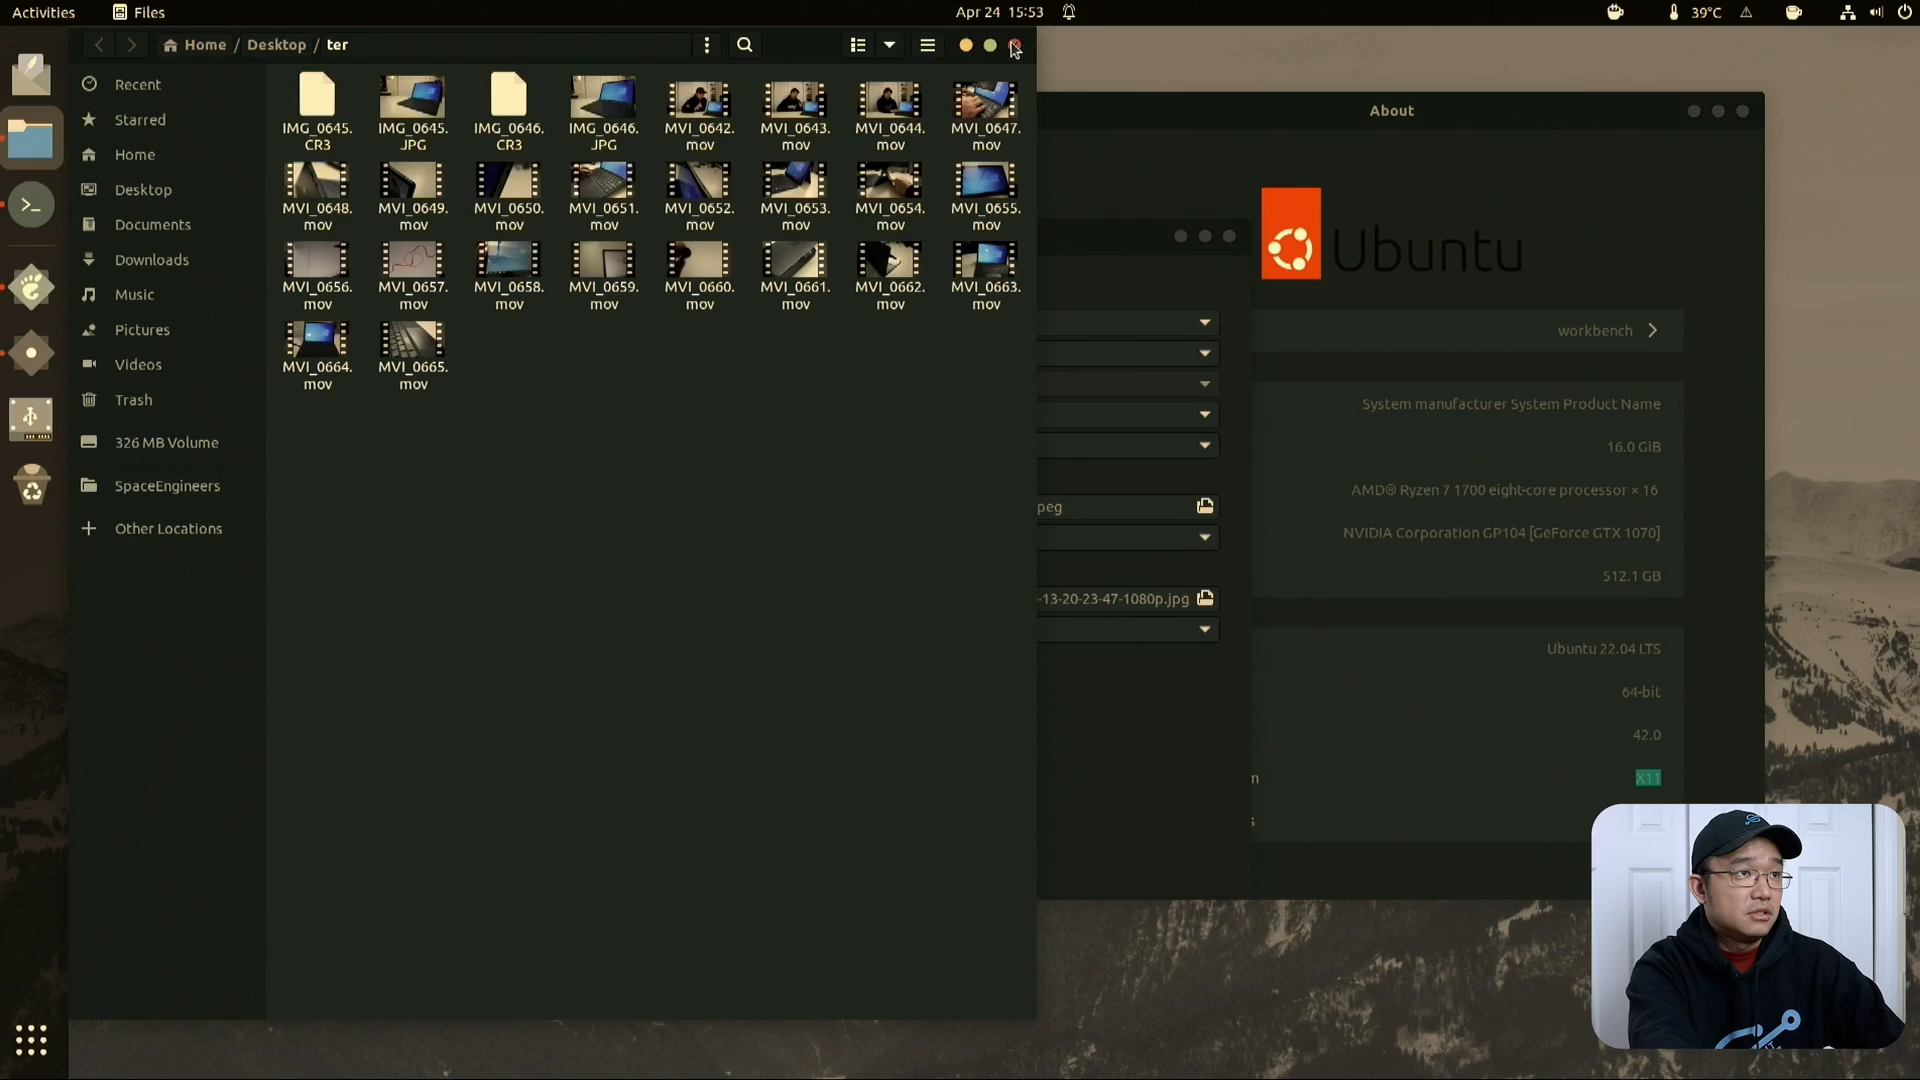 Activities
Files
Apr 24 15:53
39°C
Home / Desktop / ter
About
Recent
Starred
Home
Desktop
Documents
Downloads
Music
Pictures
Videos
Trash
326 MB Volume
SpaceEngineers
Other Locations
IMG_0645.
CR3
IMG_0645.
JPG
IMG_0646.
CR3
IMG_0646.
JPG
MVI_0642.
mov
MVI_0643.
mov
MVI_0644.
mov
MVI_0647.
mov
MVI_0648.
mov
MVI_0649.
mov
MVI_0650.
mov
MVI_0651.
mov
MVI_0652.
mov
MVI_0653.
mov
MVI_0654.
mov
MVI_0655.
mov
MVI_0656.
mov
MVI_0657.
mov
MVI_0658.
mov
MVI_0659.
mov
MVI_0660.
mov
MVI_0661.
mov
MVI_0662.
mov
MVI_0663.
mov
MVI_0664.
mov
MVI_0665.
mov
peg
-13-20-23-47-1080p.jpg
Ubuntu
workbench
System manufacturer System Product Name
16.0 GiB
AMD® Ryzen 7 1700 eight-core processor × 16
NVIDIA Corporation GP104 [GeForce GTX 1070]
512.1 GB
Ubuntu 22.04 LTS
64-bit
42.0
n
X11
s